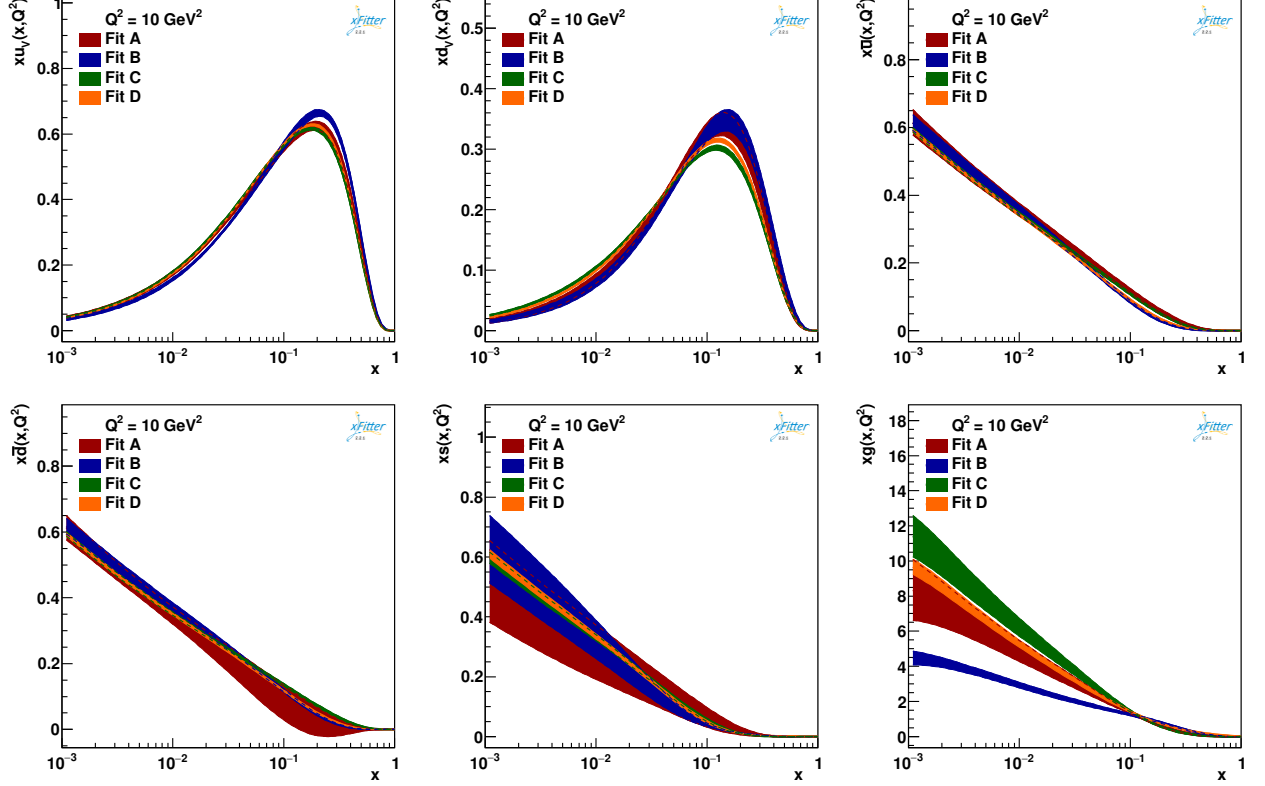 xu_V(x,Q²)
Q² = 10 GeV²
xFitter
Fit A
Fit B
Fit C
Fit D
1
0.8
0.6
0.4
0.2
0
10⁻³ 10⁻² 10⁻¹ 1
x
xd_V(x,Q²)
Q² = 10 GeV²
xFitter
Fit A
Fit B
Fit C
Fit D
0.5
0.4
0.3
0.2
0.1
0
10⁻³ 10⁻² 10⁻¹ 1
x
xu̅(x,Q²)
Q² = 10 GeV²
xFitter
Fit A
Fit B
Fit C
Fit D
0.8
0.6
0.4
0.2
0
10⁻³ 10⁻² 10⁻¹ 1
x
xd̅(x,Q²)
Q² = 10 GeV²
xFitter
Fit A
Fit B
Fit C
Fit D
0.8
0.6
0.4
0.2
0
10⁻³ 10⁻² 10⁻¹ 1
x
xs(x,Q²)
Q² = 10 GeV²
xFitter
Fit A
Fit B
Fit C
Fit D
1
0.8
0.6
0.4
0.2
0
10⁻³ 10⁻² 10⁻¹ 1
x
xg(x,Q²)
Q² = 10 GeV²
xFitter
Fit A
Fit B
Fit C
Fit D
18
16
14
12
10
8
6
4
2
0
10⁻³ 10⁻² 10⁻¹ 1
x